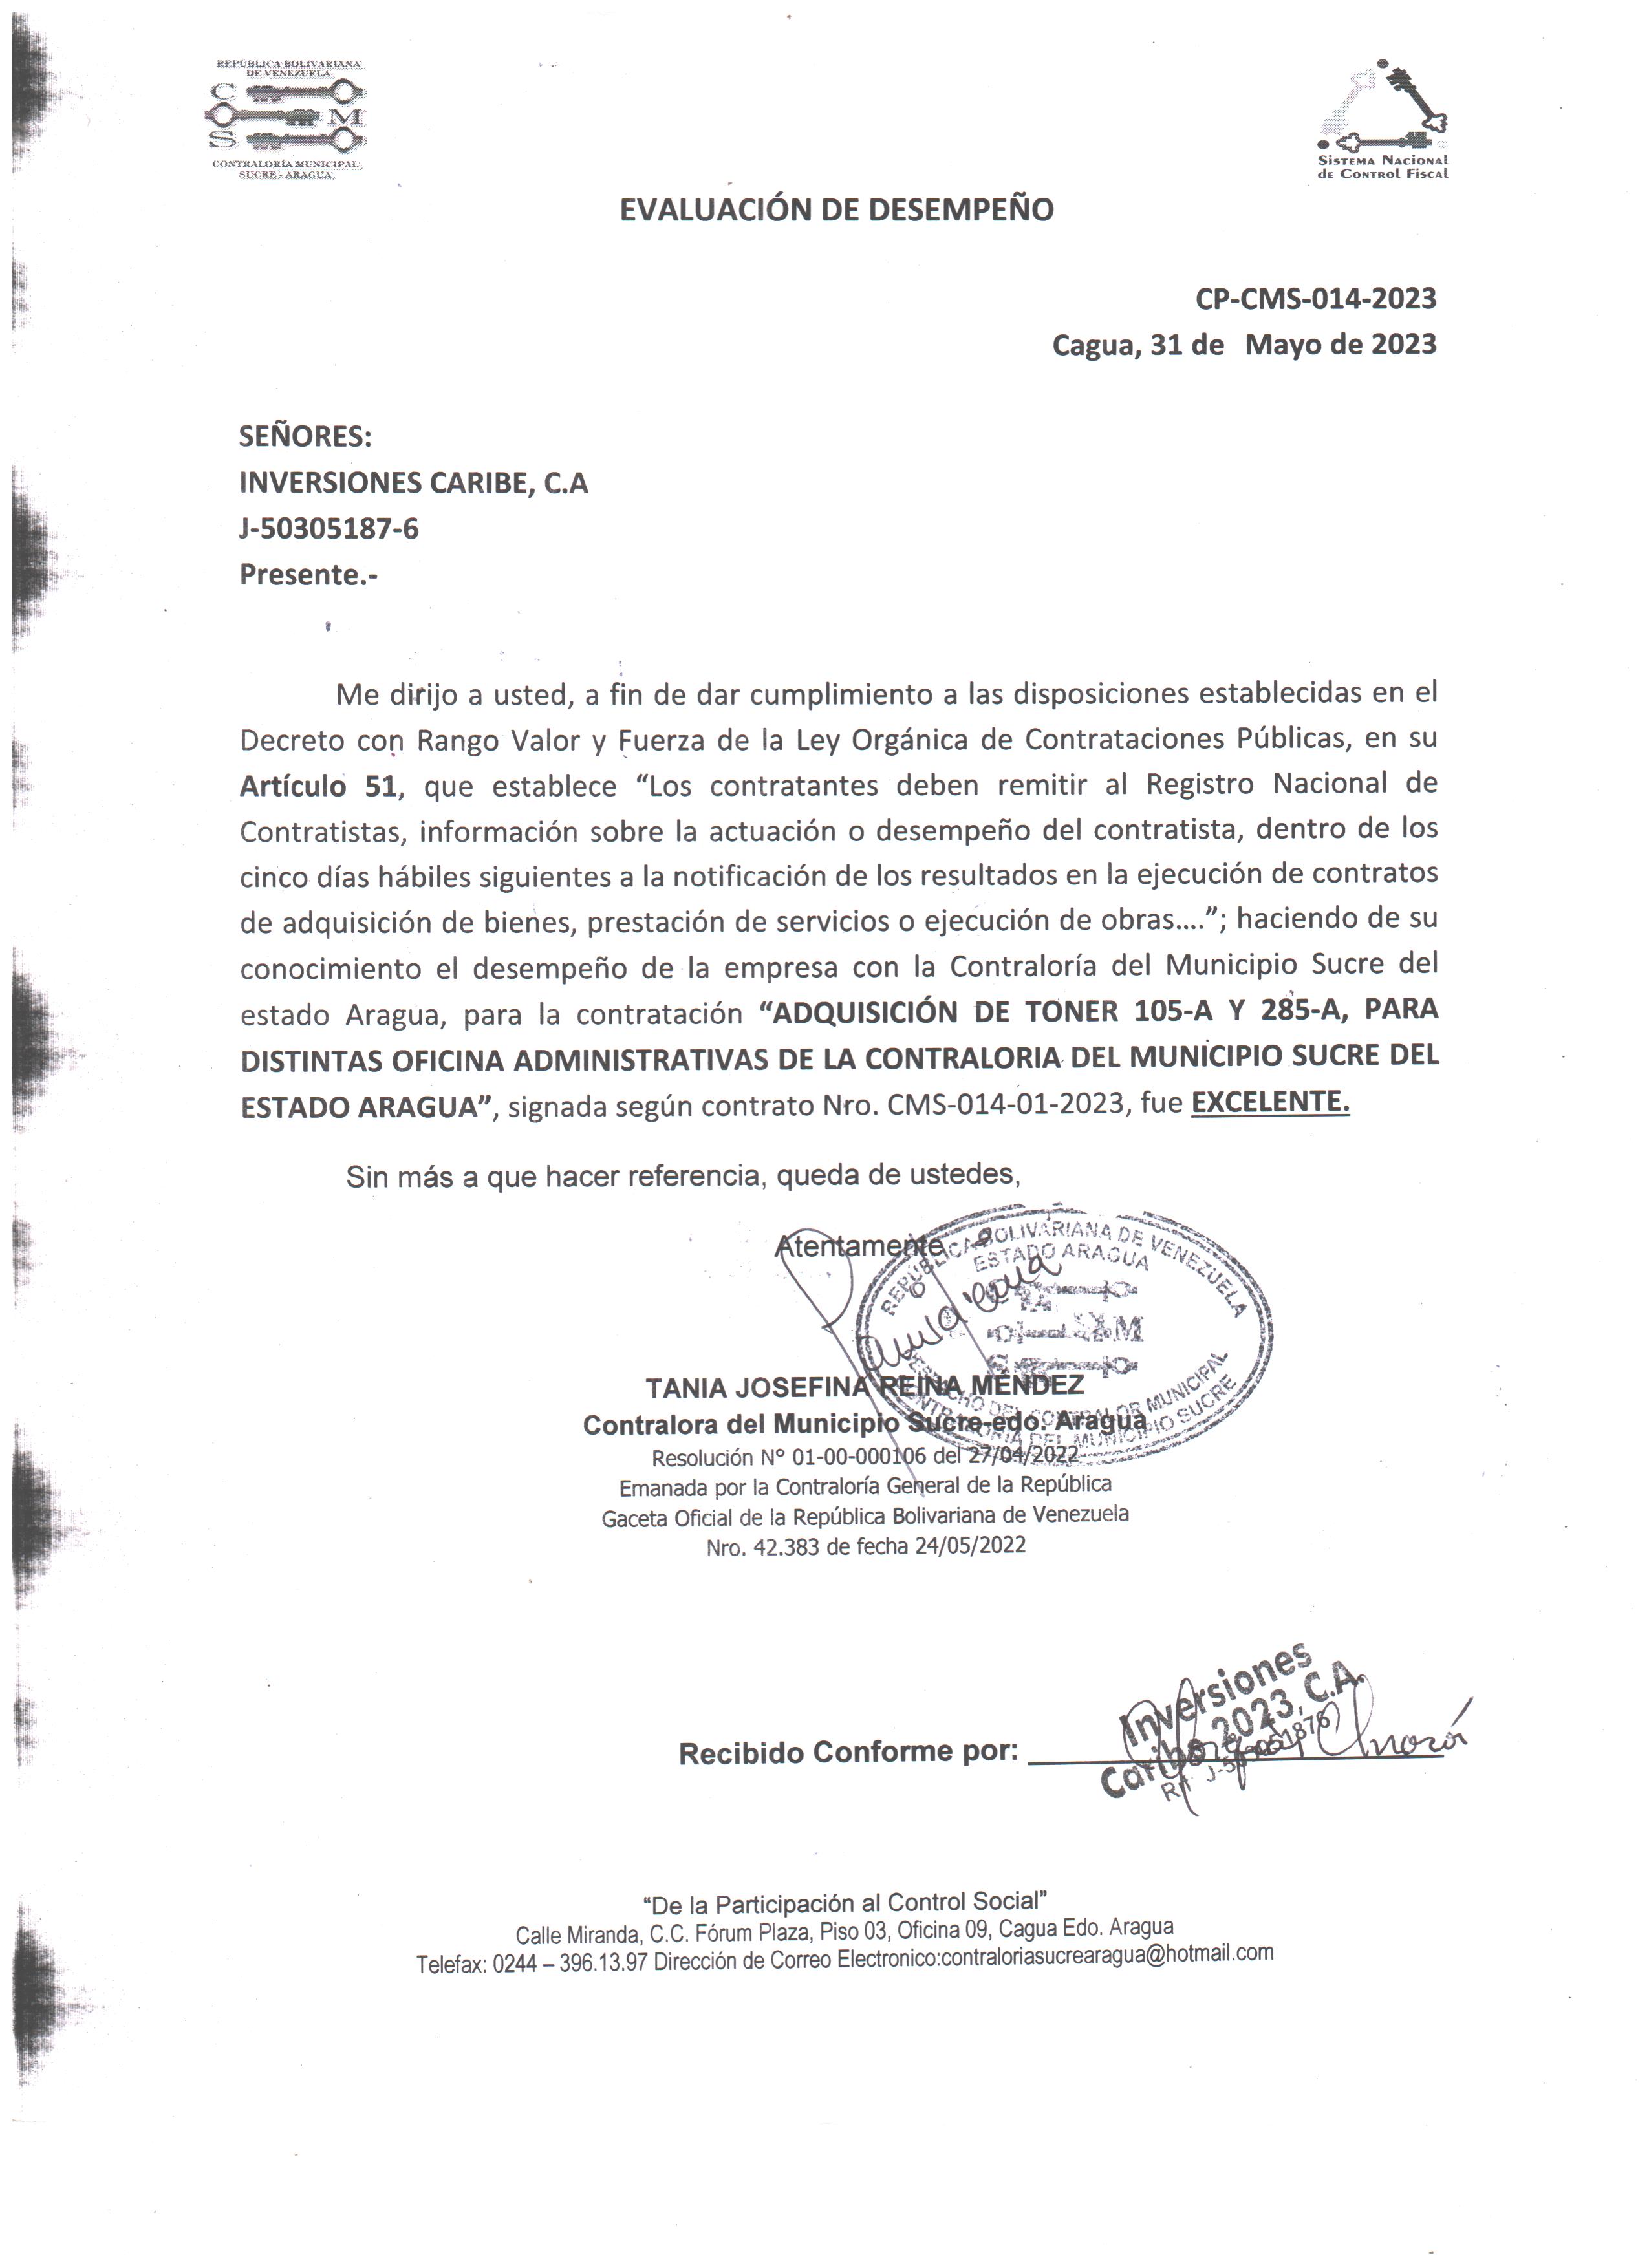 REPÚBLICA BOLIVARIANA
DE VENEZUELA
C
M
S
CONTRALORÍA MUNICIPAL
SUCRE - ARAGUA
SISTEMA NACIONAL
DE CONTROL FISCAL
EVALUACIÓN DE DESEMPEÑO
CP-CMS-014-2023
Cagua, 31 de Mayo de 2023
SEÑORES:
INVERSIONES CARIBE, C.A
J-50305187-6
Presente.-
Me dirijo a usted, a fin de dar cumplimiento a las disposiciones establecidas en el
Decreto con Rango Valor y Fuerza de la Ley Orgánica de Contrataciones Públicas, en su
Artículo 51, que establece “Los contratantes deben remitir al Registro Nacional de
Contratistas, información sobre la actuación o desempeño del contratista, dentro de los
cinco días hábiles siguientes a la notificación de los resultados en la ejecución de contratos
de adquisición de bienes, prestación de servicios o ejecución de obras....”; haciendo de su
conocimiento el desempeño de la empresa con la Contraloría del Municipio Sucre del
estado Aragua, para la contratación “ADQUISICIÓN DE TONER 105-A Y 285-A, PARA
DISTINTAS OFICINA ADMINISTRATIVAS DE LA CONTRALORIA DEL MUNICIPIO SUCRE DEL
ESTADO ARAGUA”, signada según contrato Nro. CMS-014-01-2023, fue EXCELENTE.
Sin más a que hacer referencia, queda de ustedes,
Atentamente
REPÚBLICA BOLIVARIANA DE VENEZUELA
ESTADO ARAGUA
M
DESPACHO DEL CONTRALOR MUNICIPAL
CONTRALORÍA DEL MUNICIPIO SUCRE
TANIA JOSEFINA REINA MÉNDEZ
Contralora del Municipio Sucre-edo. Aragua
Resolución N° 01-00-000106 del 27/04/2022
Emanada por la Contraloría General de la República
Gaceta Oficial de la República Bolivariana de Venezuela
Nro. 42.383 de fecha 24/05/2022
Inversiones
Caribe 2023, C.A.
Recibido Conforme por:
“De la Participación al Control Social”
Calle Miranda, C.C. Fórum Plaza, Piso 03, Oficina 09, Cagua Edo. Aragua
Telefax: 0244 – 396.13.97 Dirección de Correo Electronico:contraloriasucrearagua@hotmail.com